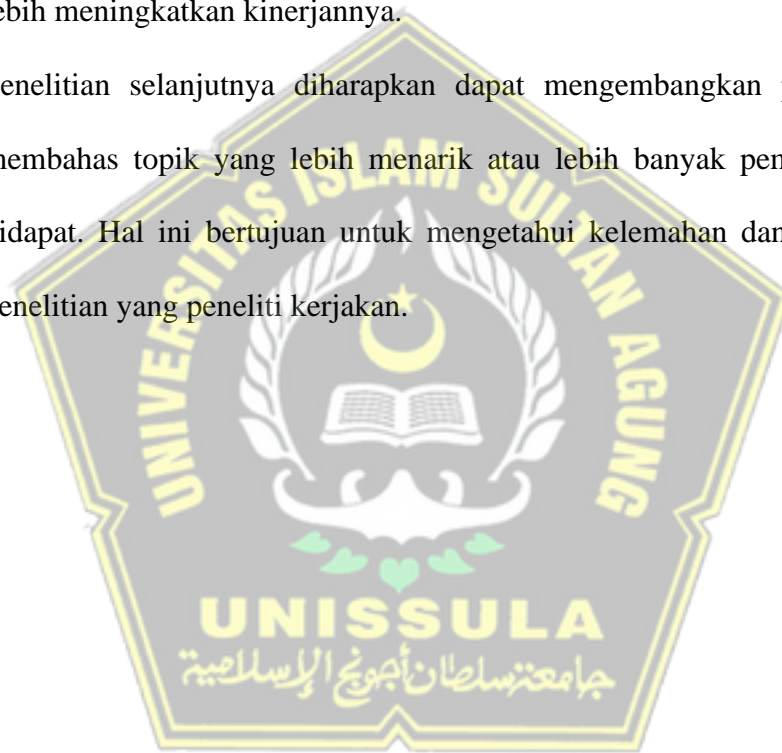 ebih meningkatkan kinerjannya.
enelitian selanjutnya diharapkan dapat mengembangkan
embahas topik yang lebih menarik atau lebih banyak pen
idapat. Hal ini bertujuan untuk mengetahui kelemahan dan
enelitian yang peneliti kerjakan.
UNIVERSITAS ISLAM SULTAN AGUNG
UNISSULA
جامعة سلطان أجونج الإسلامية